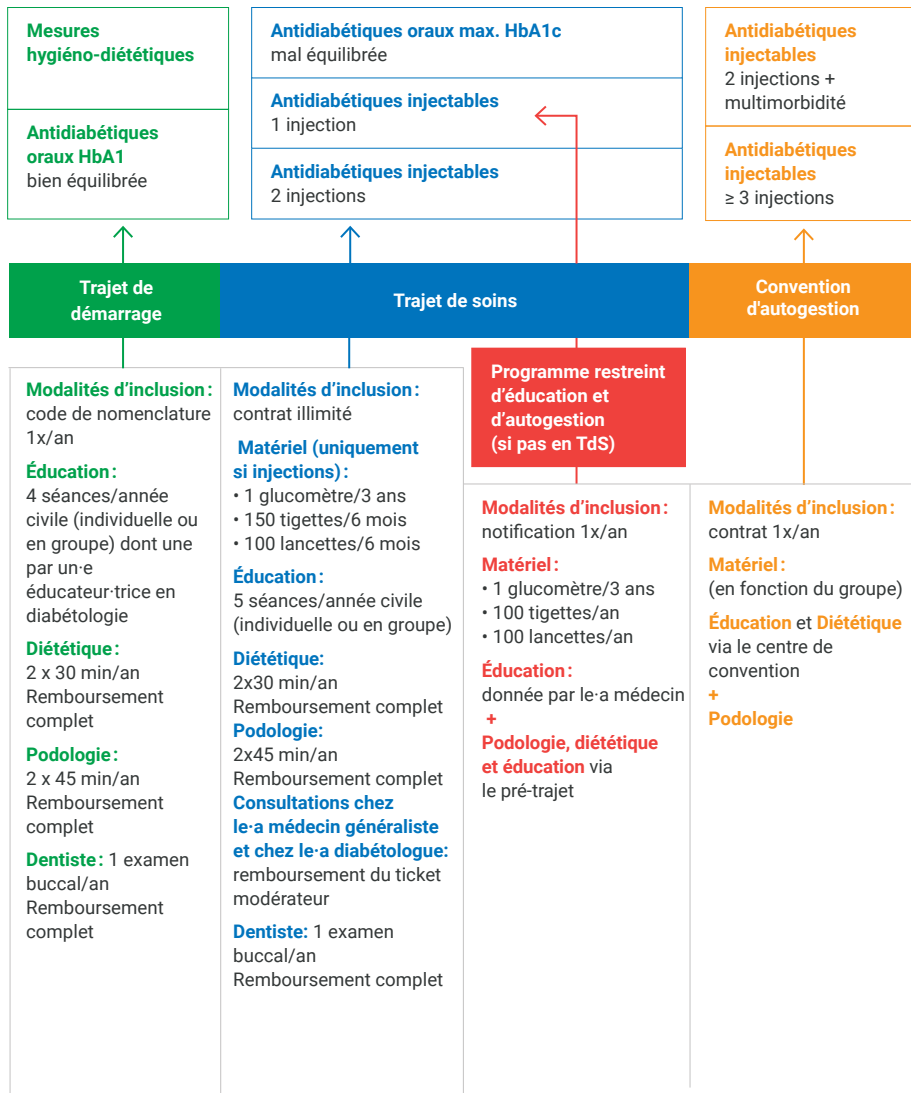 Mesures
hygiéno-diététiques
Antidiabétiques
oraux HbA1
bien équilibrée
Antidiabétiques oraux max. HbA1c
mal équilibrée
Antidiabétiques injectables
1 injection
Antidiabétiques injectables
2 injections
Antidiabétiques
injectables
2 injections +
multimorbidité
Antidiabétiques
injectables
≥ 3 injections
Trajet de
démarrage
Trajet de soins
Convention
d'autogestion
Modalités d’inclusion :
code de nomenclature
1x/an
Éducation :
4 séances/année
civile (individuelle ou
en groupe) dont une
par un·e
éducateur·trice en
diabétologie
Diététique :
2 x 30 min/an
Remboursement
complet
Podologie :
2 x 45 min/an
Remboursement
complet
Dentiste : 1 examen
buccal/an
Remboursement
complet
Modalités d’inclusion :
contrat illimité
Matériel (uniquement
si injections) :
• 1 glucomètre/3 ans
• 150 tigettes/6 mois
• 100 lancettes/6 mois
Éducation :
5 séances/année civile
(individuelle ou en groupe)
Diététique:
2x30 min/an
Remboursement complet
Podologie:
2x45 min/an
Remboursement complet
Consultations chez
le·a médecin généraliste
et chez le·a diabétologue:
remboursement du ticket
modérateur
Dentiste: 1 examen
buccal/an
Remboursement complet
Programme restreint
d’éducation et
d’autogestion
(si pas en TdS)
Modalités d’inclusion :
notification 1x/an
Matériel :
• 1 glucomètre/3 ans
• 100 tigettes/an
• 100 lancettes/an
Éducation :
donnée par le·a médecin
+
Podologie, diététique
et éducation via
le pré-trajet
Modalités d’inclusion :
contrat 1x/an
Matériel :
(en fonction du groupe)
Éducation et Diététique
via le centre de
convention
+
Podologie